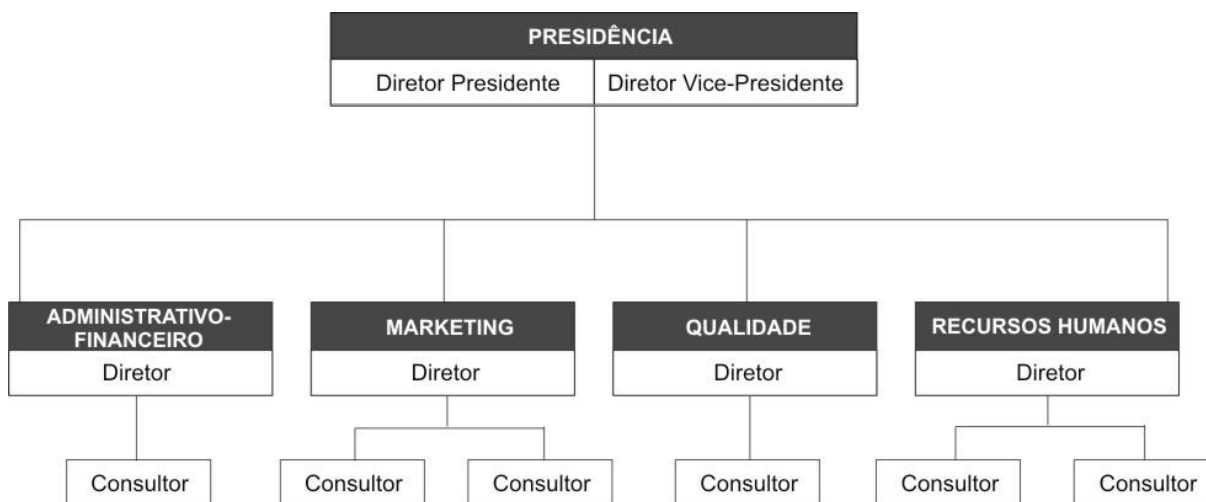 PRESIDÊNCIA
Diretor Presidente
Diretor Vice-Presidente
ADMINISTRATIVO-
FINANCEIRO
Diretor
MARKETING
Diretor
QUALIDADE
Diretor
RECURSOS HUMANOS
Diretor
Consultor
Consultor
Consultor
Consultor
Consultor
Consultor